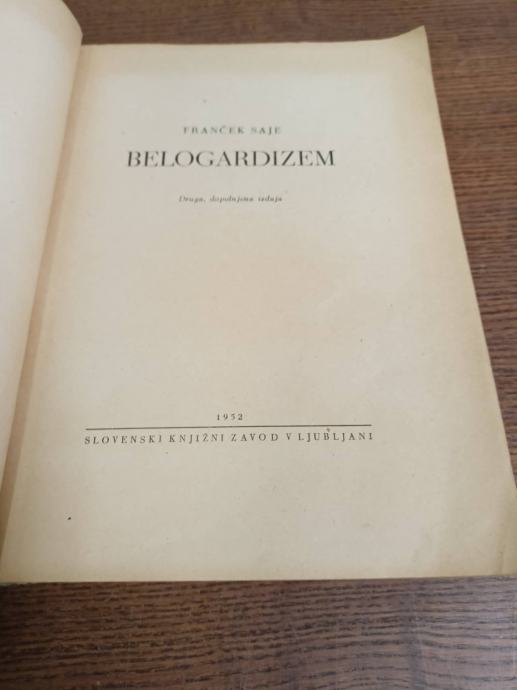 FRANČEK SAJE
BELOGARDIZEM
Druga, dopolnjena izdaja
1952
SLOVENSKI KNJIŽNI ZAVOD V LJUBLJANI